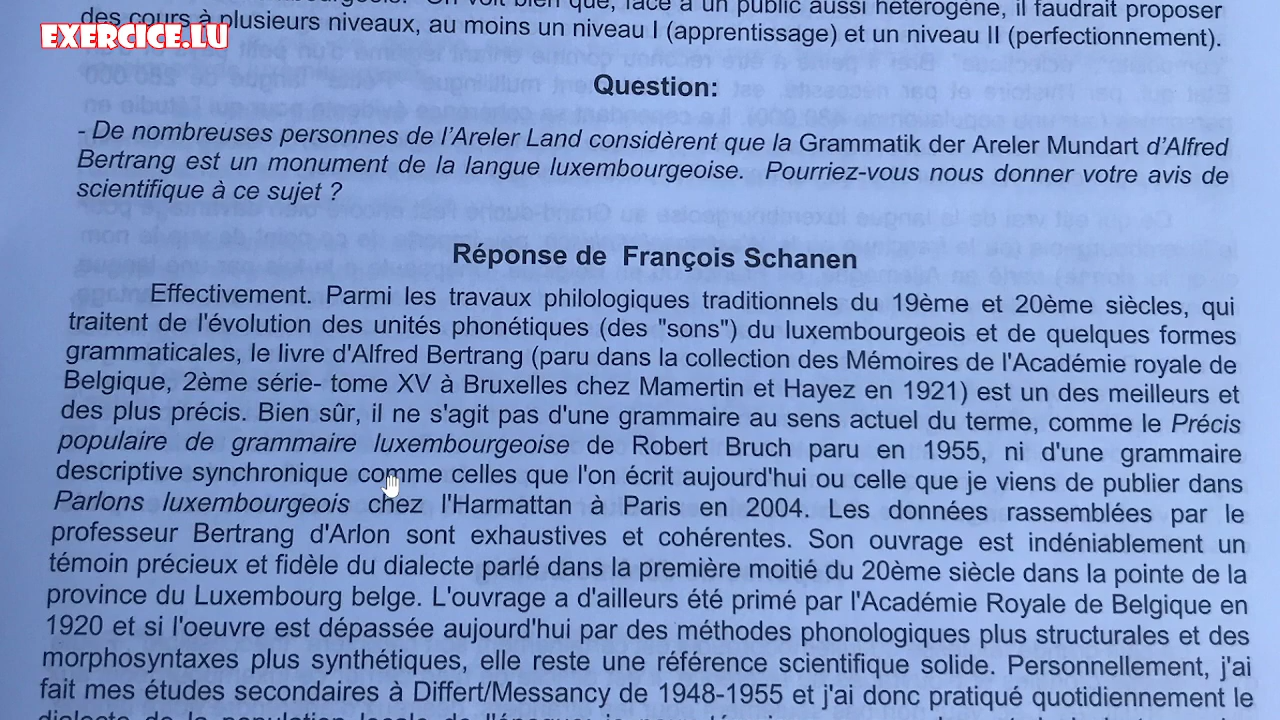 EXERCICE.LU
face à un public aussi hétérogène, il faudrait proposer
des cours à plusieurs niveaux, au moins un niveau I (apprentissage) et un niveau II (perfectionnement).
Question:
- De nombreuses personnes de l'Areler Land considèrent que la Grammatik der Areler Mundart d'Alfred
Bertrang est un monument de la langue luxembourgeoise. Pourriez-vous nous donner votre avis de
scientifique à ce sujet ?
Réponse de François Schanen
Effectivement. Parmi les travaux philologiques traditionnels du 19ème et 20ème siècles, qui
traitent de l'évolution des unités phonétiques (des "sons") du luxembourgeois et de quelques formes
grammaticales, le livre d'Alfred Bertrang (paru dans la collection des Mémoires de l'Académie royale de
Belgique, 2ème série- tome XV à Bruxelles chez Mamertin et Hayez en 1921) est un des meilleurs et
des plus précis. Bien sûr, il ne s'agit pas d'une grammaire au sens actuel du terme, comme le Précis
populaire de grammaire luxembourgeoise de Robert Bruch paru en 1955, ni d'une grammaire
descriptive synchronique comme celles que l'on écrit aujourd'hui ou celle que je viens de publier dans
Parlons luxembourgeois chez l'Harmattan à Paris en 2004. Les données rassemblées par le
professeur Bertrang d'Arlon sont exhaustives et cohérentes. Son ouvrage est indéniablement un
témoin précieux et fidèle du dialecte parlé dans la première moitié du 20ème siècle dans la pointe de la
province du Luxembourg belge. L'ouvrage a d'ailleurs été primé par l'Académie Royale de Belgique en
1920 et si l'oeuvre est dépassée aujourd'hui par des méthodes phonologiques plus structurales et des
morphosyntaxes plus synthétiques, elle reste une référence scientifique solide. Personnellement, j'ai
fait mes études secondaires à Differt/Messancy de 1948-1955 et j'ai donc pratiqué quotidiennement le